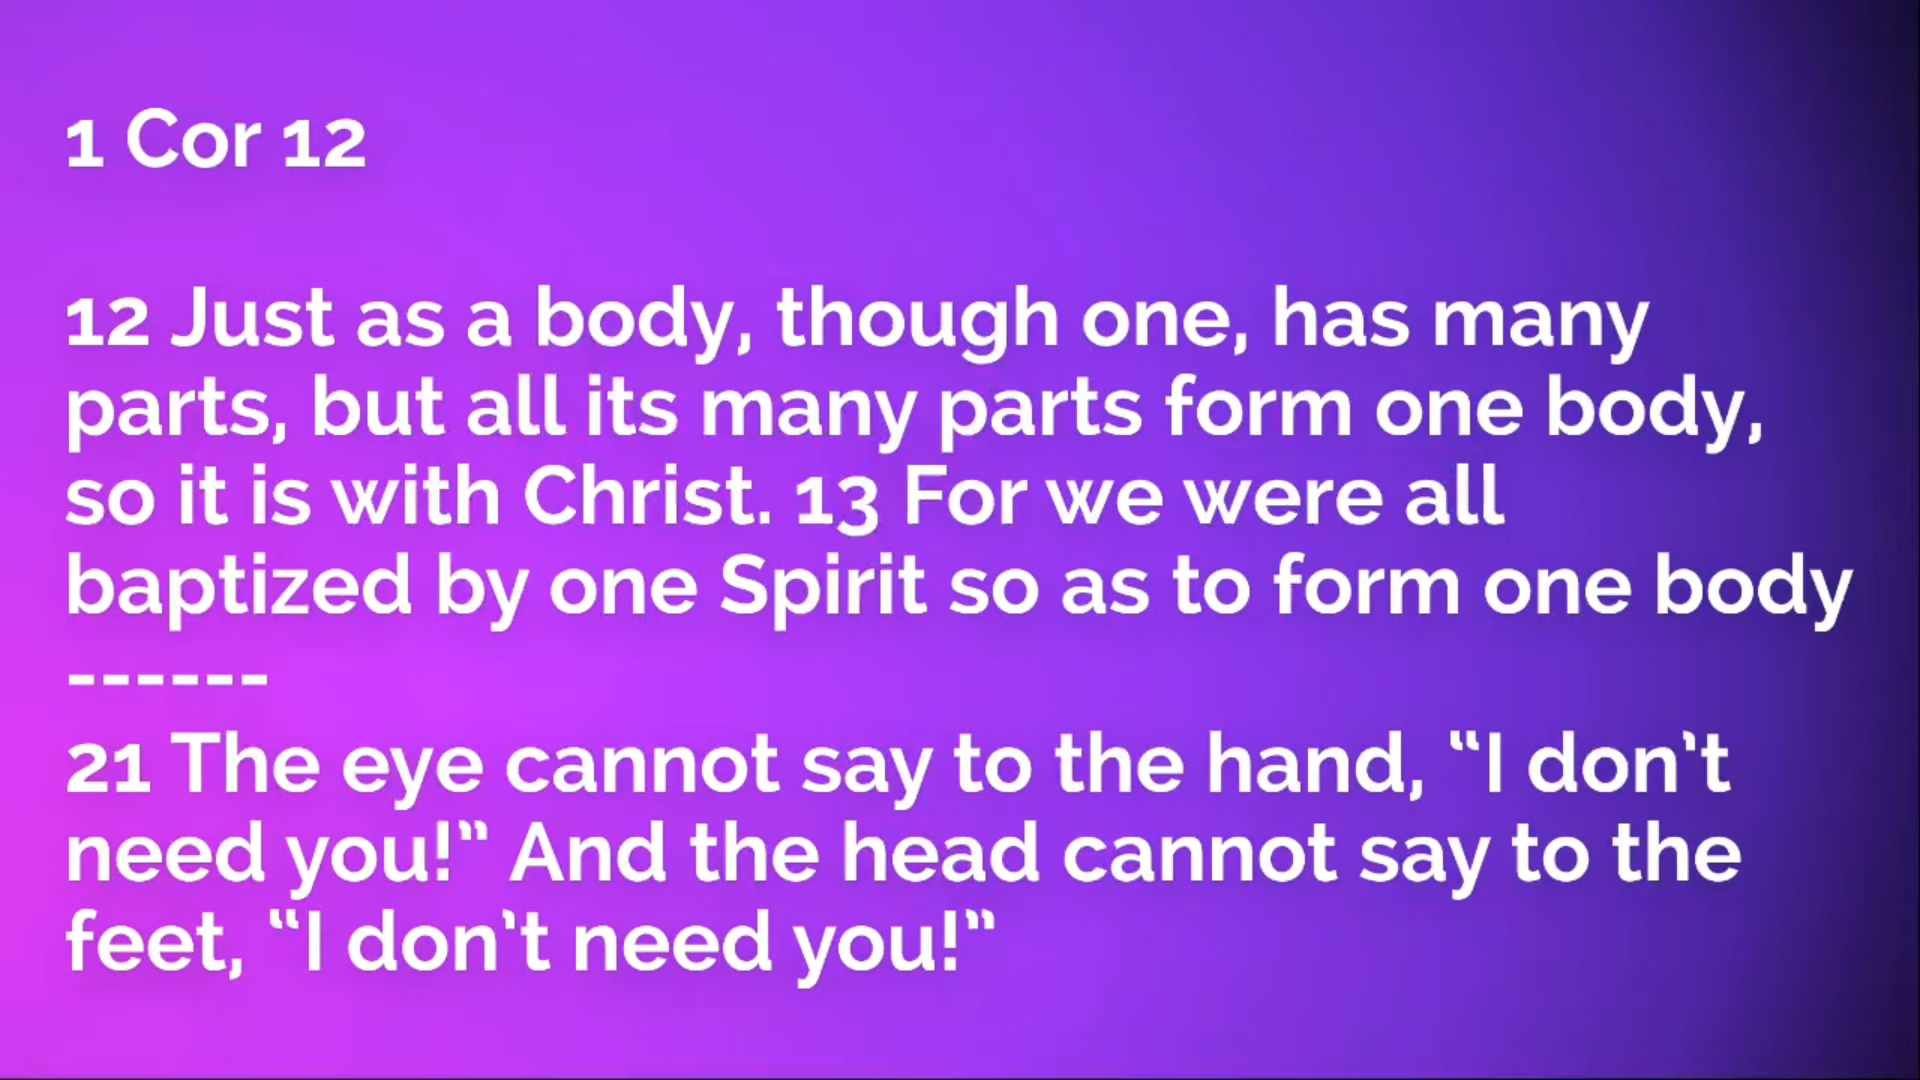 1 Cor 12
12 Just as a body, though one, has many
parts, but all its many parts form one body,
so it is with Christ. 13 For we were all
baptized by one Spirit so as to form one body
------
21 The eye cannot say to the hand, “I don’t
need you!” And the head cannot say to the
feet, “I don’t need you!”